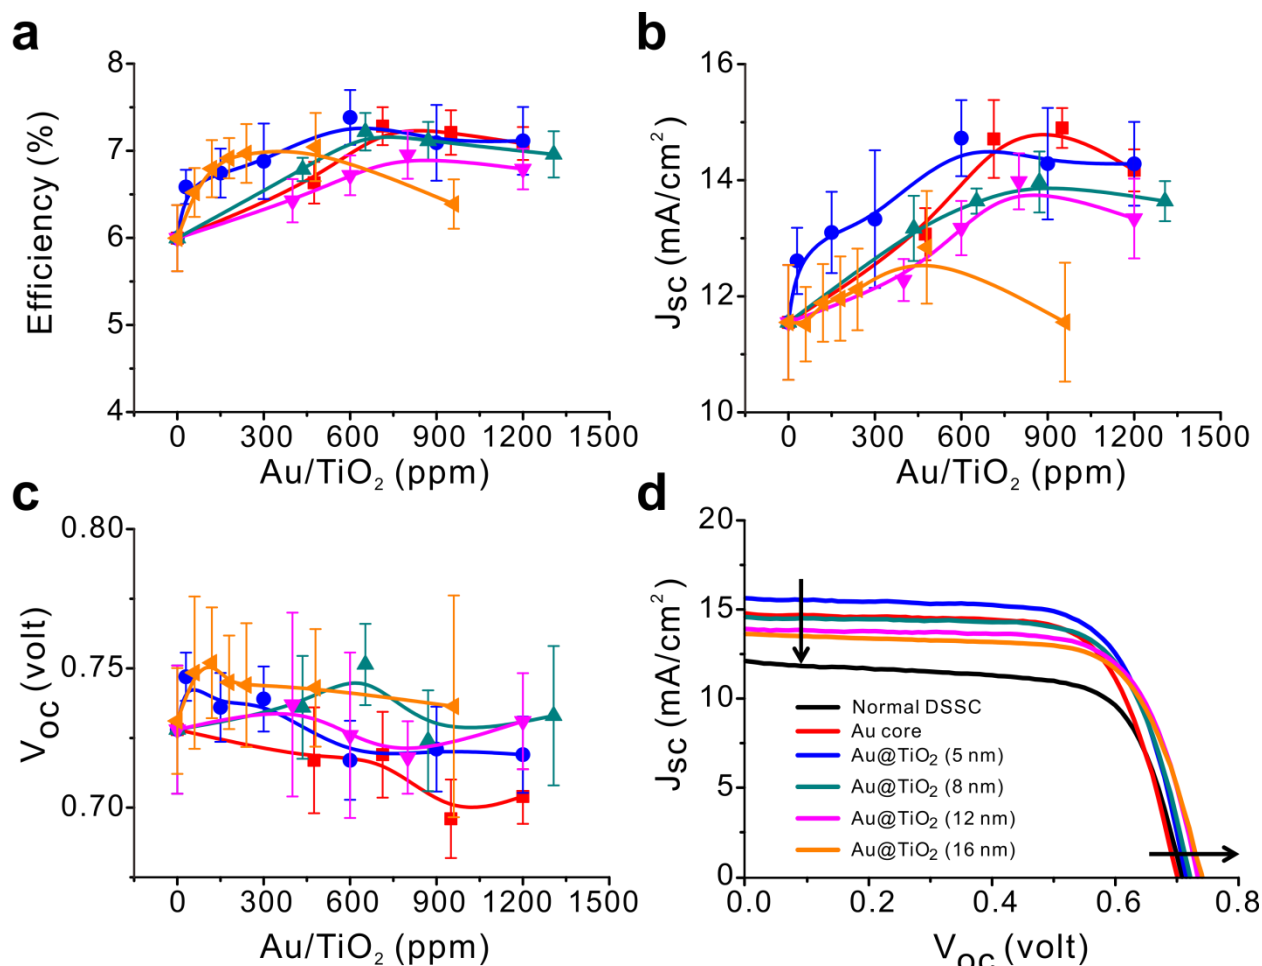 a
Efficiency (%)
8
7
6
5
4
0 300 600 900 1200 1500
Au/TiO₂ (ppm)
b
Jsc (mA/cm²)
16
14
12
10
0 300 600 900 1200 1500
Au/TiO₂ (ppm)
c
Voc (volt)
0.80
0.75
0.70
0 300 600 900 1200 1500
Au/TiO₂ (ppm)
d
Jsc (mA/cm²)
20
15
10
5
0
Normal DSSC
Au core
Au@TiO₂ (5 nm)
Au@TiO₂ (8 nm)
Au@TiO₂ (12 nm)
Au@TiO₂ (16 nm)
0.0 0.2 0.4 0.6 0.8
Voc (volt)